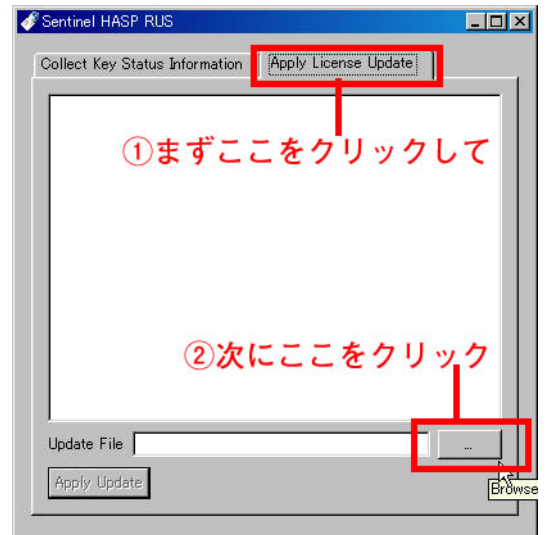 Sentinel HASP RUS
Collect Key Status Information
Apply License Update
①まずここをクリックして
②次にここをクリック
Update File
...
Apply Update
Browse